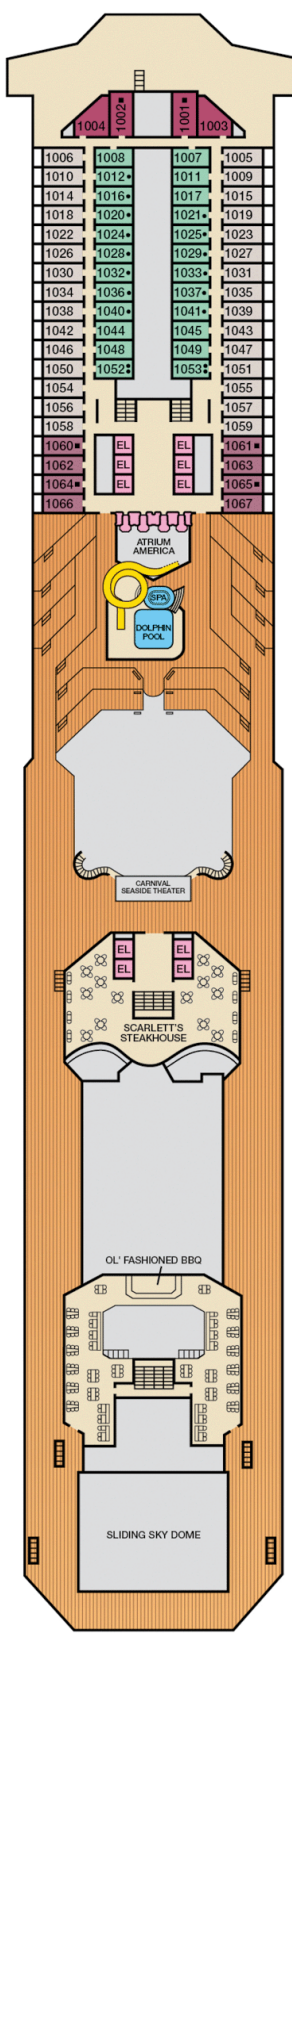 1004 1002 1001 1003
1006 1008 1007 1005
1010 1012 1011 1009
1014 1016 1017 1015
1018 1020 1021 1019
1022 1024 1025 1023
1026 1028 1029 1027
1030 1032 1033 1031
1034 1036 1037 1035
1038 1040 1041 1039
1042 1044 1045 1043
1046 1048 1049 1047
1050 1052 1053 1051
1054 1055
1056 1057
1058 1059
1060 EL EL 1061
1062 EL EL 1063
1064 EL EL 1065
1066 1067
ATRIUM
AMERICA
SPA
DOLPHIN
POOL
CARNIVAL
SEASIDE THEATER
EL EL
EL EL
SCARLETT'S
STEAKHOUSE
OL' FASHIONED BBQ
SLIDING SKY DOME